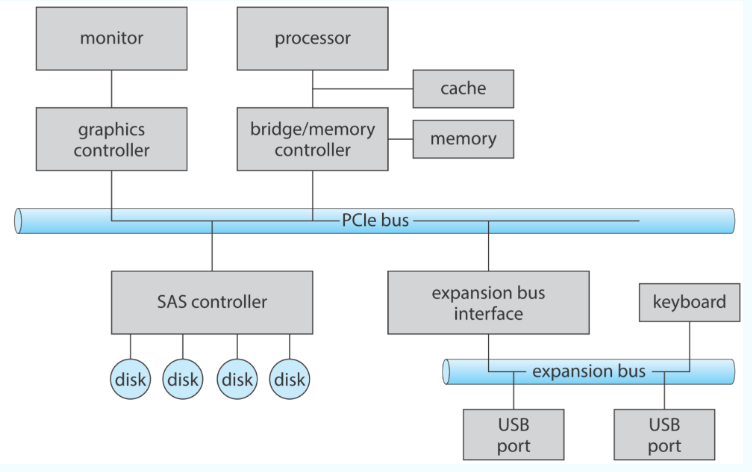 monitor
processor
cache
graphics
controller
bridge/memory
controller
memory
PCIe bus
SAS controller
expansion bus
interface
keyboard
disk
disk
disk
disk
expansion bus
USB
port
USB
port